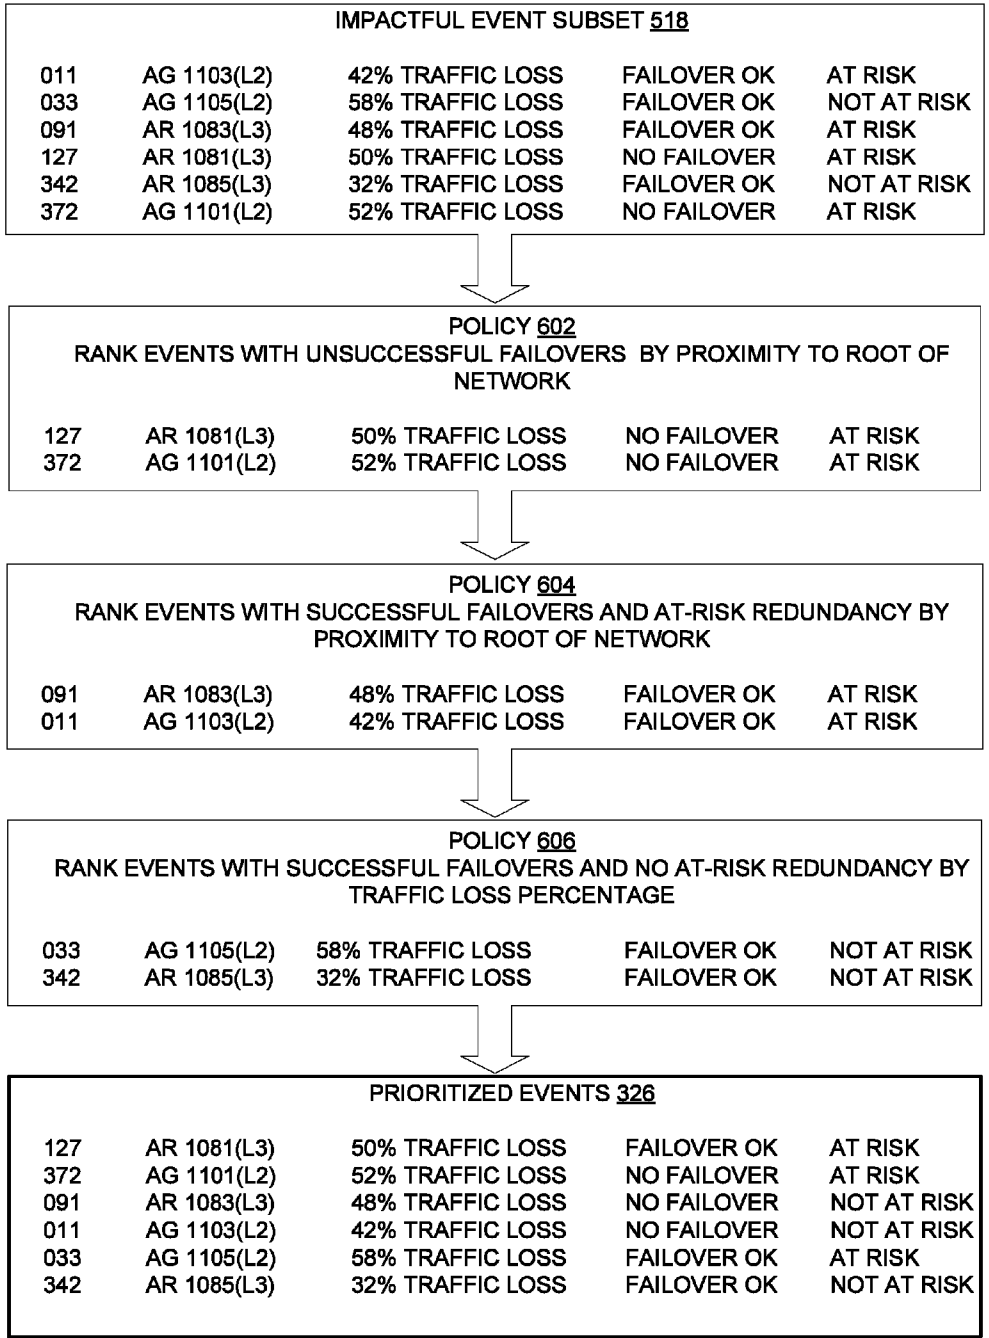 IMPACTFUL EVENT SUBSET 518
011 AG 1103(L2) 42% TRAFFIC LOSS FAILOVER OK AT RISK
033 AG 1105(L2) 58% TRAFFIC LOSS FAILOVER OK NOT AT RISK
091 AR 1083(L3) 48% TRAFFIC LOSS FAILOVER OK AT RISK
127 AR 1081(L3) 50% TRAFFIC LOSS NO FAILOVER AT RISK
342 AR 1085(L3) 32% TRAFFIC LOSS FAILOVER OK NOT AT RISK
372 AG 1101(L2) 52% TRAFFIC LOSS NO FAILOVER AT RISK
POLICY 602
RANK EVENTS WITH UNSUCCESSFUL FAILOVERS BY PROXIMITY TO ROOT OF
NETWORK
127 AR 1081(L3) 50% TRAFFIC LOSS NO FAILOVER AT RISK
372 AG 1101(L2) 52% TRAFFIC LOSS NO FAILOVER AT RISK
POLICY 604
RANK EVENTS WITH SUCCESSFUL FAILOVERS AND AT-RISK REDUNDANCY BY
PROXIMITY TO ROOT OF NETWORK
091 AR 1083(L3) 48% TRAFFIC LOSS FAILOVER OK AT RISK
011 AG 1103(L2) 42% TRAFFIC LOSS FAILOVER OK AT RISK
POLICY 606
RANK EVENTS WITH SUCCESSFUL FAILOVERS AND NO AT-RISK REDUNDANCY BY
TRAFFIC LOSS PERCENTAGE
033 AG 1105(L2) 58% TRAFFIC LOSS FAILOVER OK NOT AT RISK
342 AR 1085(L3) 32% TRAFFIC LOSS FAILOVER OK NOT AT RISK
PRIORITIZED EVENTS 326
127 AR 1081(L3) 50% TRAFFIC LOSS FAILOVER OK AT RISK
372 AG 1101(L2) 52% TRAFFIC LOSS NO FAILOVER AT RISK
091 AR 1083(L3) 48% TRAFFIC LOSS NO FAILOVER NOT AT RISK
011 AG 1103(L2) 42% TRAFFIC LOSS NO FAILOVER NOT AT RISK
033 AG 1105(L2) 58% TRAFFIC LOSS FAILOVER OK AT RISK
342 AR 1085(L3) 32% TRAFFIC LOSS FAILOVER OK NOT AT RISK